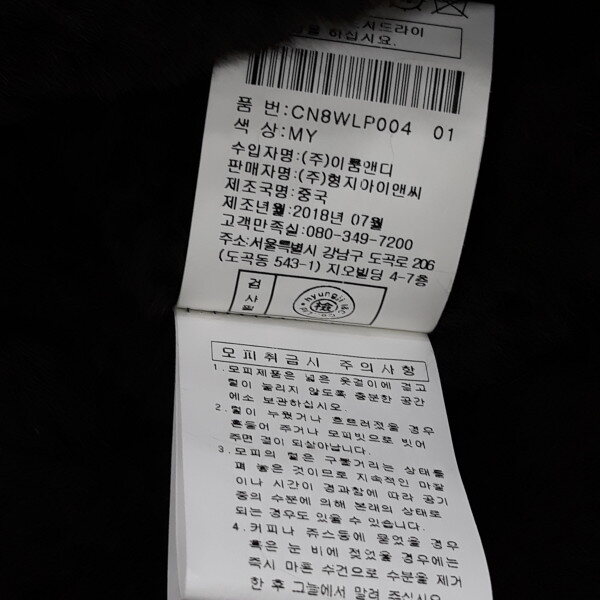 시드라이
을 하십시요.
품 번:CN8WLP004 01
색 상:MY
수입자명:(주)이룸앤디
판매자명:(주)형지아이앤씨
제조국명:중국
제조년월:2018년 07월
고객만족실:080-349-7200
주소:서울특별시 강남구 도곡로 206
(도곡동 543-1) 지오빌딩 4-7층
검사필
hyungji I&C
檢
모피취급시 주의사항
1.모피제품은 넓은 옷걸이에 걸고
털이 눌리지 않도록 충분한 공간
에소 보관하십시오.
2.털이 누웠거나 흐트러젓을 경우
흔들어 주거나 모피빗으로 빗어
주면 결이 되살아납니다.
3.모피의 털은 구불거리는 상태를
펴 놓은 것이므로 지속적인 마찰
이나 시간이 경과함에 따라 공기
중의 수분에 의해 본래의 상태로
되는 경우도 있을 수 있습니다.
4.커피나 쥬스등에 묻었을 경우
혹은 눈 비에 젖었을 경우에는
즉시 마른 수건으로 수분을 제거
한 후 그늘에서 말려 주십시요